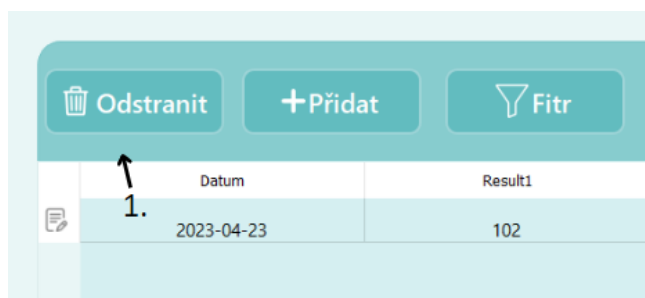 Odstranit +Přidat Fitr
Datum Result1
1.
2023-04-23 102